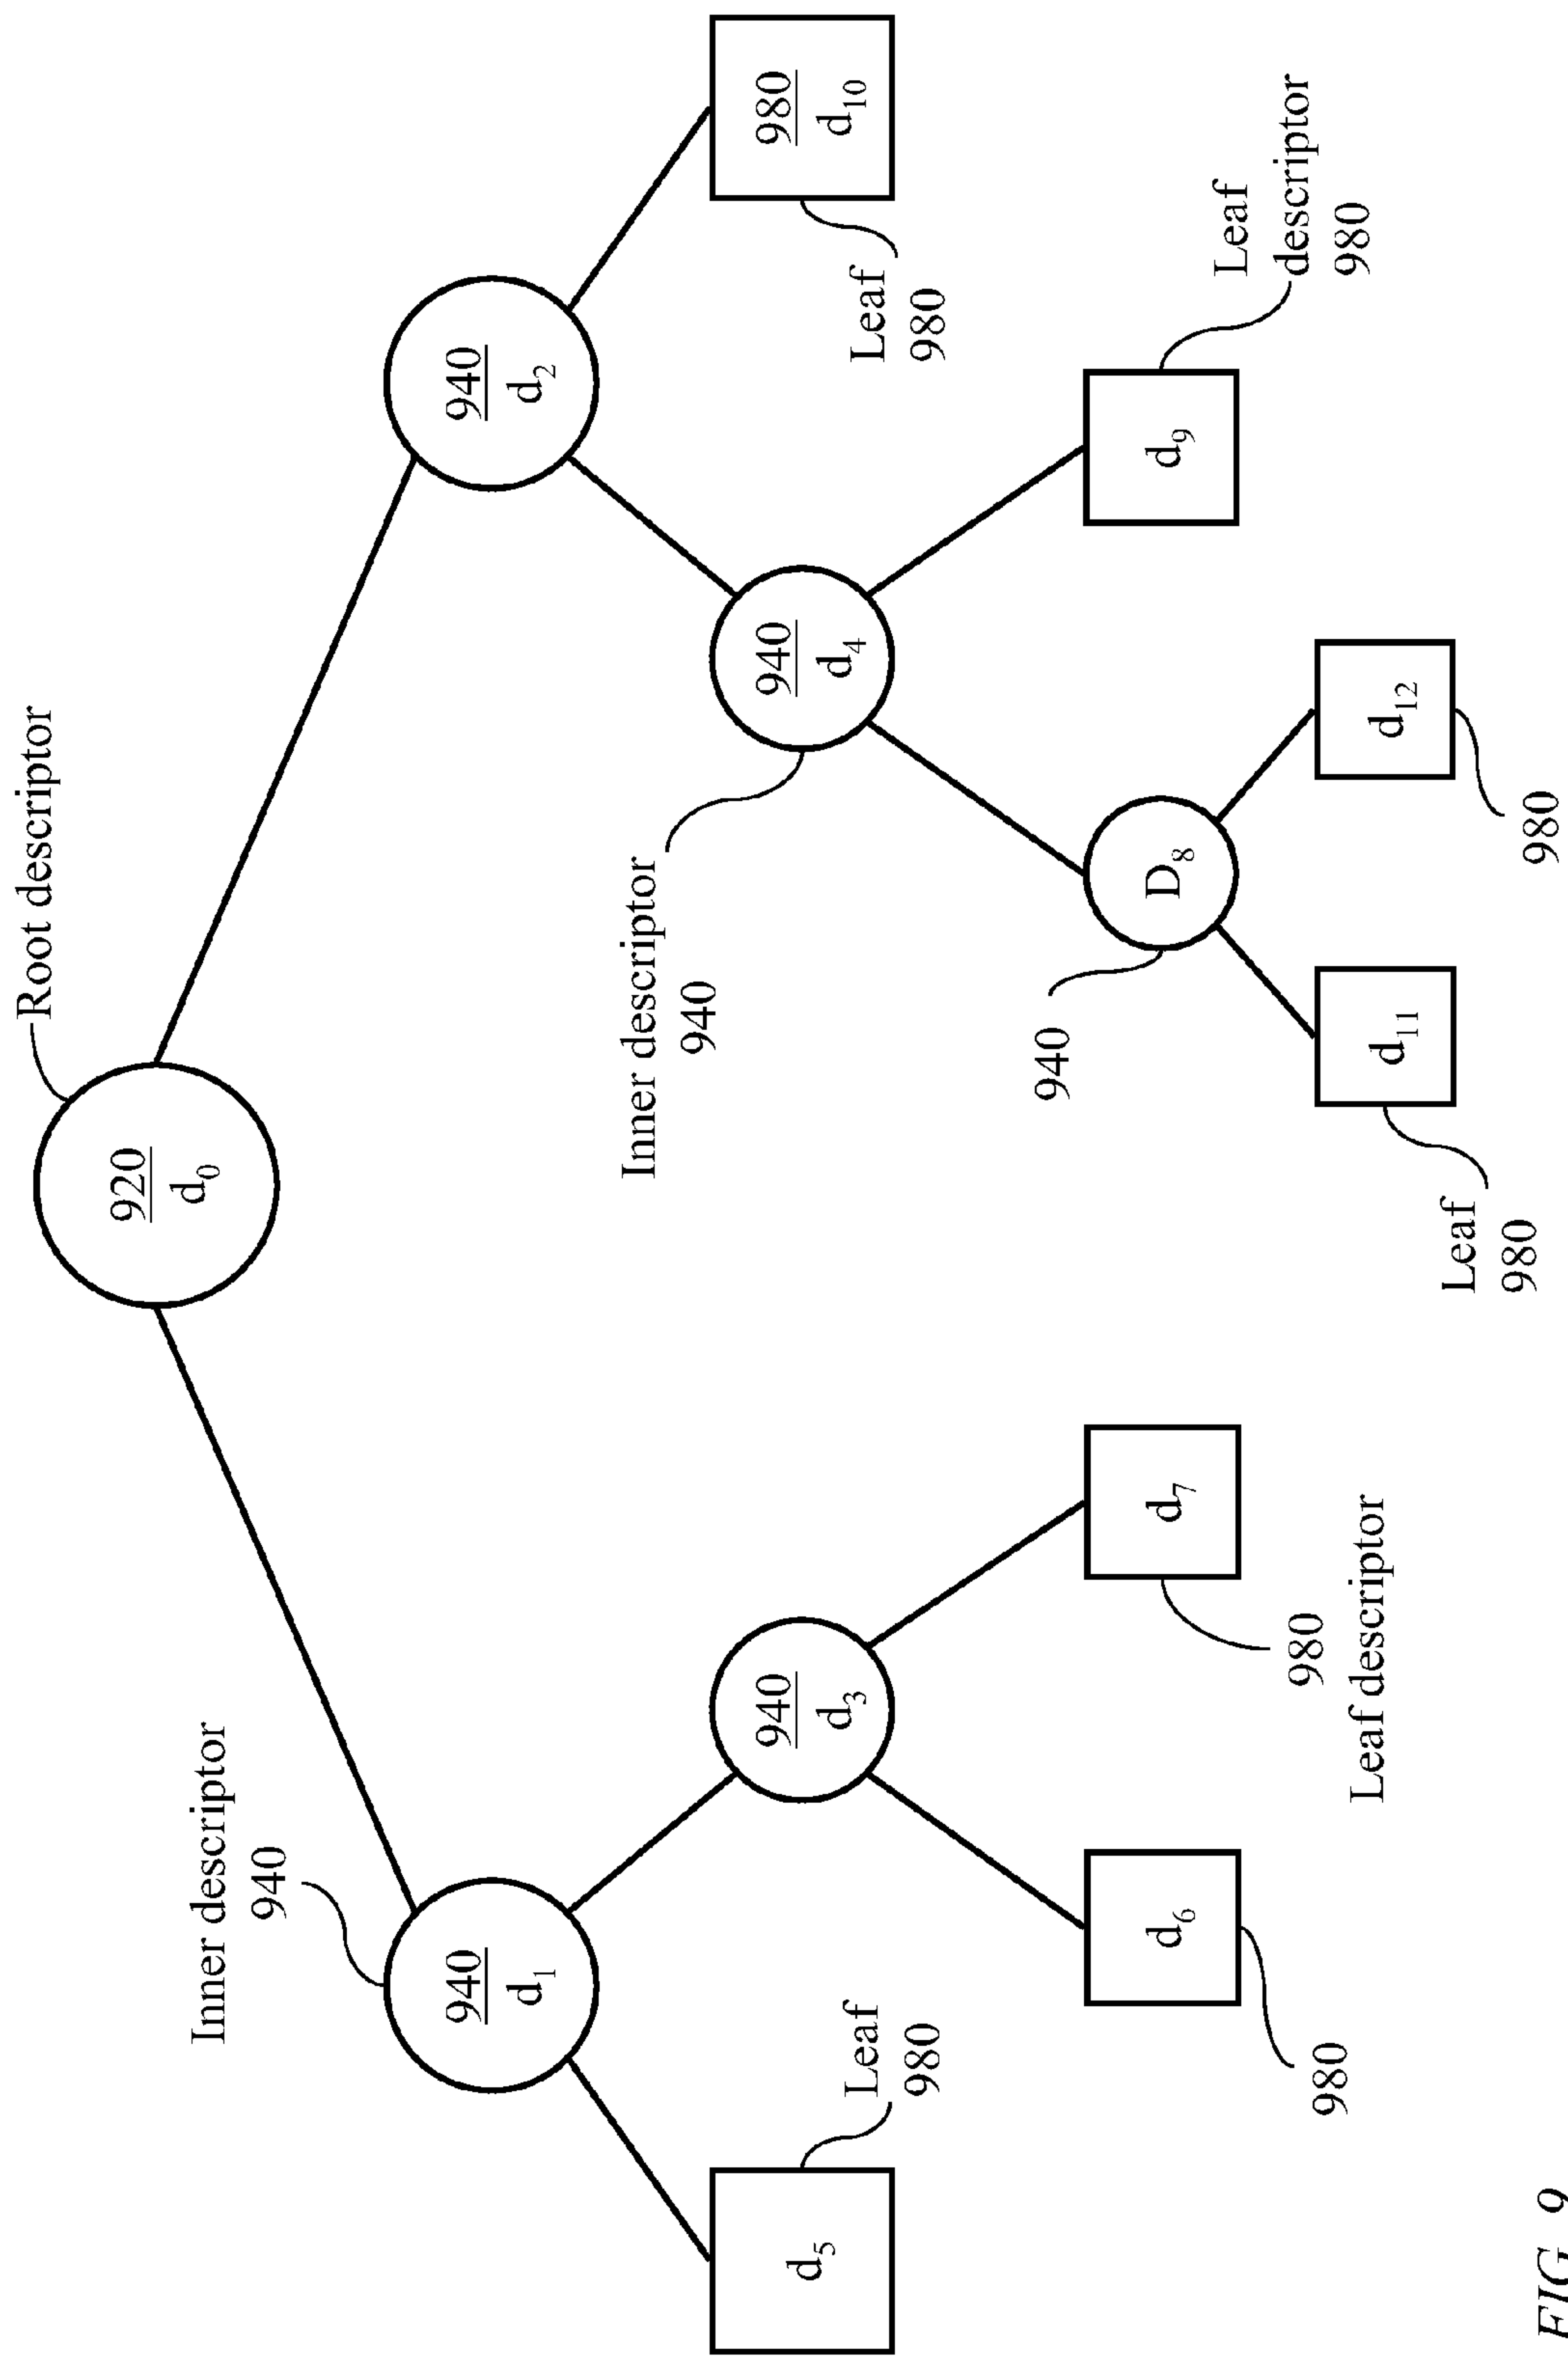 Root descriptor
920
d0
Inner descriptor
940
940
d1
940
d2
d5
Leaf
980
940
d3
Inner descriptor
940
940
d4
980
d10
Leaf
980
d6
980
d7
980
Leaf descriptor
940
D8
d9
Leaf
descriptor
980
d11
Leaf
980
d12
980
FIG. 9